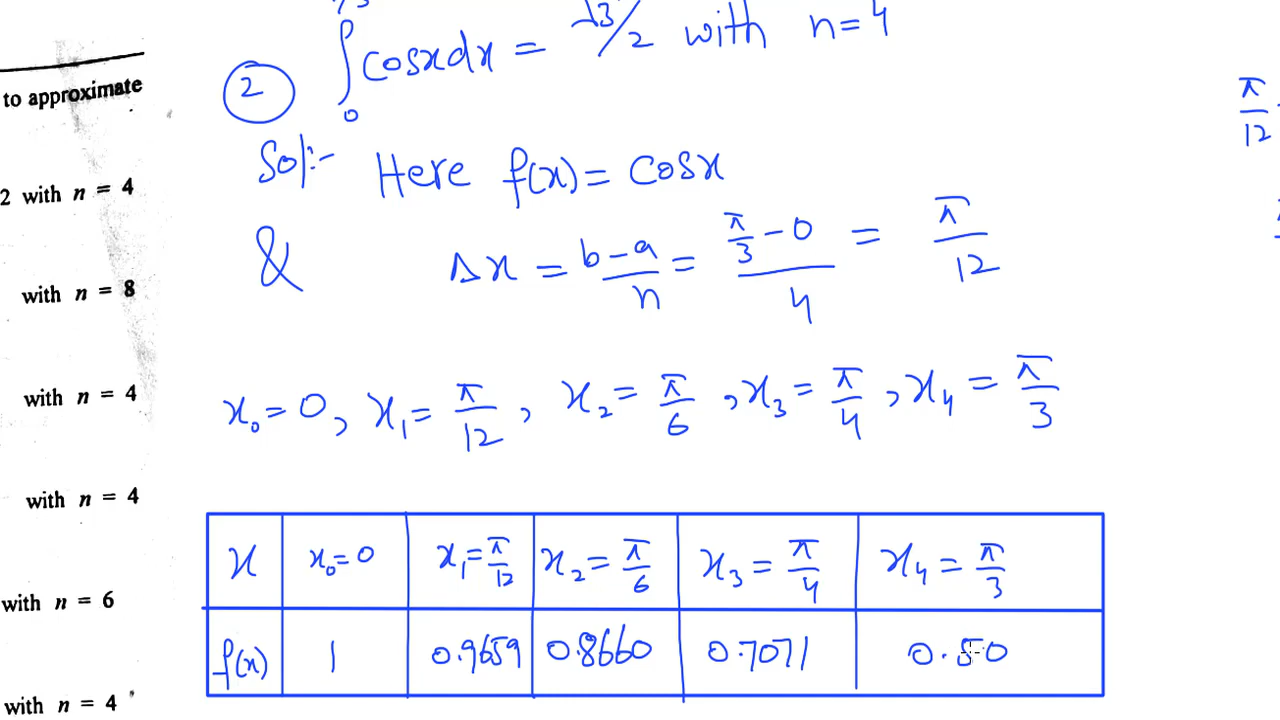 to approximate
2 with n = 4
with n = 8
with n = 4
with n = 4
with n = 6
with n = 4
② ∫₀ cosx dx = √3/2 with n=4
Sol:- Here f(x) = cosx
& Δx = b-a/n = π/3 - 0/4 = π/12
x₀=0, x₁=π/12, x₂=π/6, x₃=π/4, x₄=π/3
x x₀=0 x₁=π/12 x₂=π/6 x₃=π/4 x₄=π/3
f(x) 1 0.9659 0.8660 0.7071 0.50
π/12